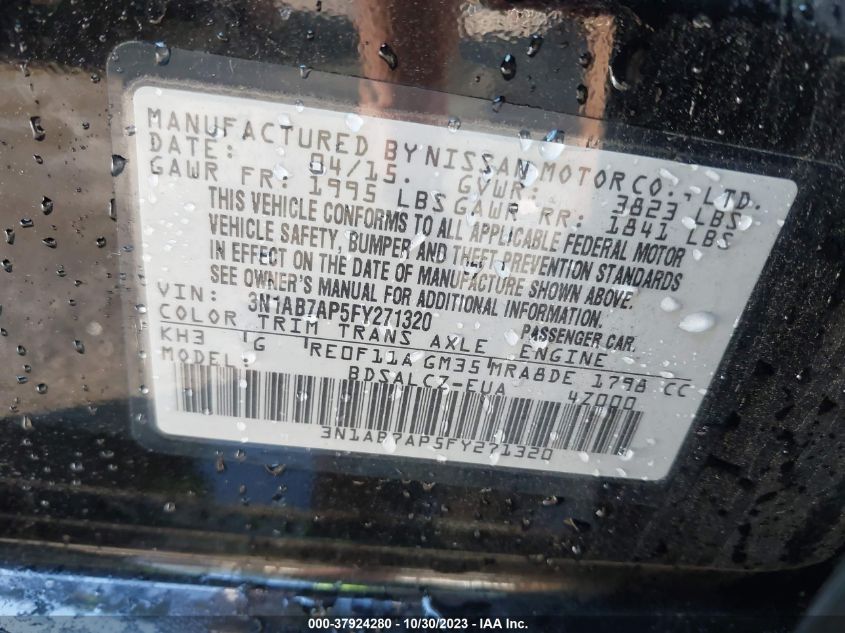 MANUFACTURED BY NISSAN MOTOR CO., LTD.
DATE: 04/15. GVWR: 3823 LBS
GAWR FR: 1995 LBS GAWR RR: 1841 LBS
THIS VEHICLE CONFORMS TO ALL APPLICABLE FEDERAL MOTOR
VEHICLE SAFETY, BUMPER AND THEFT PREVENTION STANDARDS
IN EFFECT ON THE DATE OF MANUFACTURE SHOWN ABOVE.
SEE OWNER'S MANUAL FOR ADDITIONAL INFORMATION.
VIN: 3N1AB7AP5FY271320 PASSENGER CAR.
COLOR TRIM TRANS AXLE ENGINE
KH3 G RE0F11A GM35 MRA8DE 1798 CC
MODEL: BDSALCZ-EUA 4Z000
3N1AB7AP5FY271320
000-37924280 - 10/30/2023 - IAA Inc.